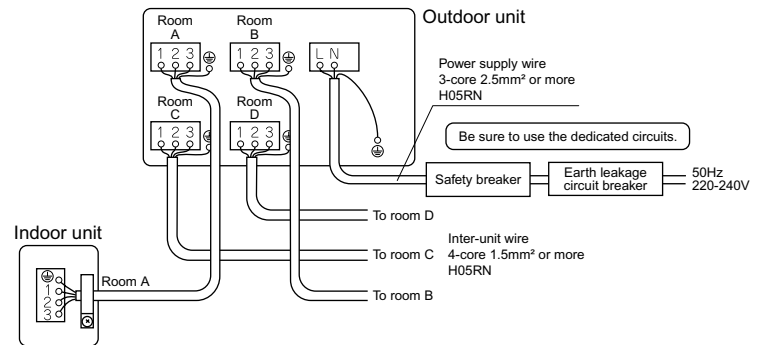 Outdoor unit
Room
A
Room
B
1 2 3
1 2 3
L N
Room
C
Room
D
1 2 3
1 2 3
Power supply wire
3-core 2.5mm² or more
H05RN
Be sure to use the dedicated circuits.
Safety breaker
Earth leakage
circuit breaker
50Hz
220-240V
To room D
To room C
Inter-unit wire
4-core 1.5mm² or more
H05RN
To room B
Indoor unit
Room A
1
2
3